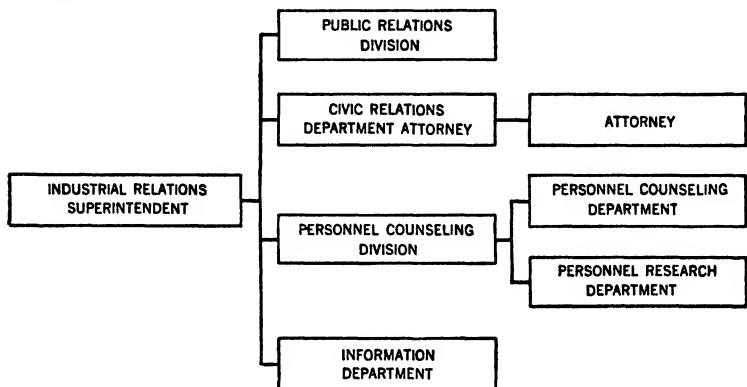 PUBLIC RELATIONS
DIVISION
CIVIC RELATIONS
DEPARTMENT ATTORNEY
ATTORNEY
INDUSTRIAL RELATIONS
SUPERINTENDENT
PERSONNEL COUNSELING
DIVISION
PERSONNEL COUNSELING
DEPARTMENT
PERSONNEL RESEARCH
DEPARTMENT
INFORMATION
DEPARTMENT